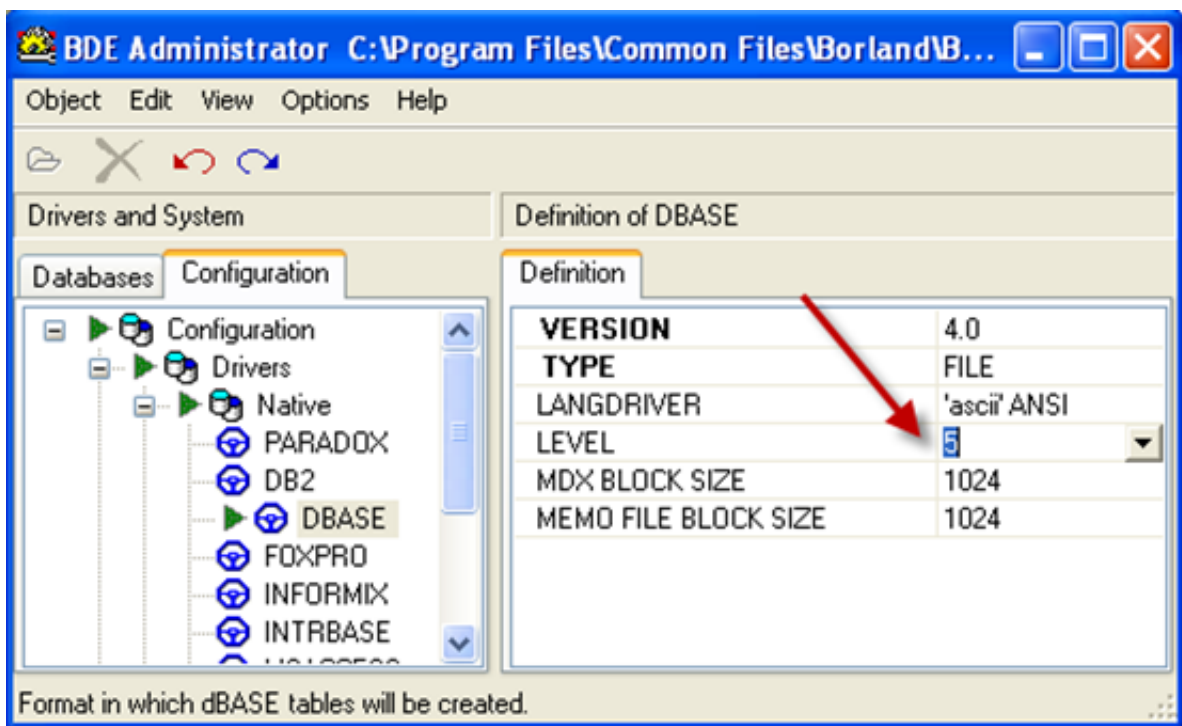 BDE Administrator C:\Program Files\Common Files\Borland\B...
Object Edit View Options Help
Drivers and System
Definition of DBASE
Databases Configuration
Definition
Configuration
Drivers
Native
PARADOX
DB2
DBASE
FOXPRO
INFORMIX
INTRBASE
VERSION 4.0
TYPE FILE
LANGDRIVER 'ascii' ANSI
LEVEL 5
MDX BLOCK SIZE 1024
MEMO FILE BLOCK SIZE 1024
Format in which dBASE tables will be created.